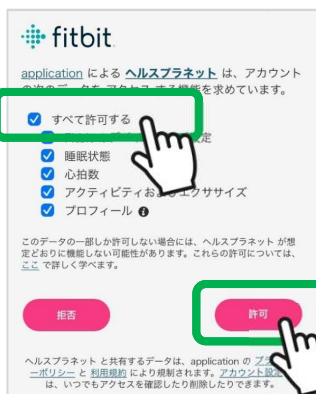 fitbit
application による ヘルスプラネット は、アカウント
の次のデータを アクセス する機能を求めています。
すべて許可する
設定
睡眠状態
心拍数
アクティビティおよびエクササイズ
プロフィール
このデータの一部しか許可しない場合には、ヘルスプラネット が想
定どおりに機能しない可能性があります。これらの許可については、
ここ で詳しく学べます。
拒否
許可
ヘルスプラネット と共有するデータは、application の プラ
ーポリシー と 利用規約 により規制されます。アカウント設定
は、いつでもアクセスを確認したり削除したりできます。